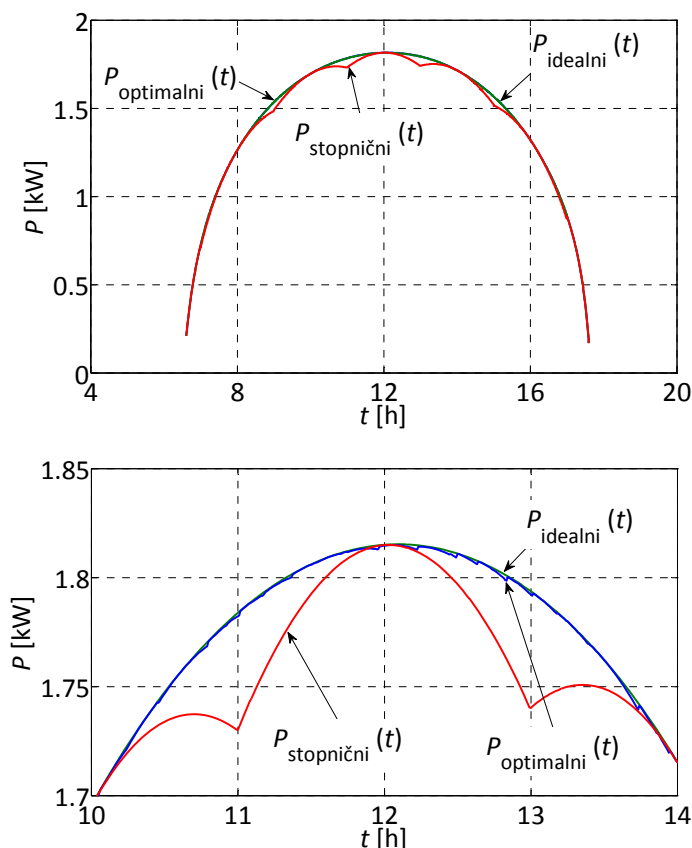 2
P idealni (t)
P optimalni (t)
1.5
P stopnični (t)
P [kW]
1
0.5
0
4 8 12 16 20
t [h]
1.85
P idealni (t)
1.8
P [kW]
1.75
P stopnični (t)
P optimalni (t)
1.7
10 11 12 13 14
t [h]